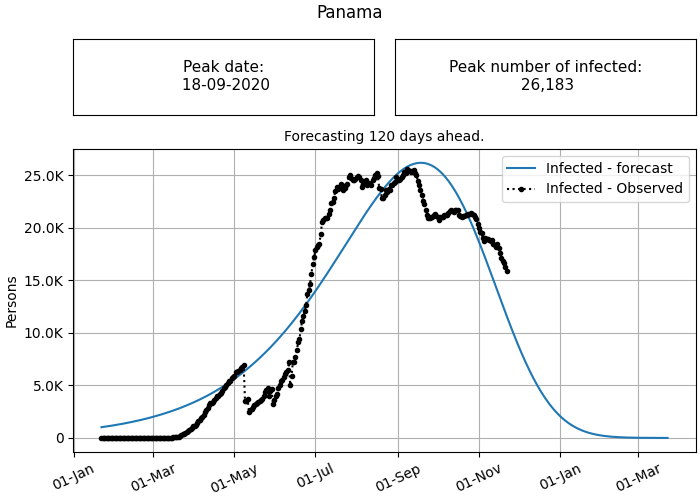 Panama
Peak date:
18-09-2020
Peak number of infected:
26,183
Forecasting 120 days ahead.
Infected - forecast
Infected - Observed
25.0K
20.0K
15.0K
10.0K
5.0K
0
Persons
01-Jan
01-Mar
01-May
01-Jul
01-Sep
01-Nov
01-Jan
01-Mar